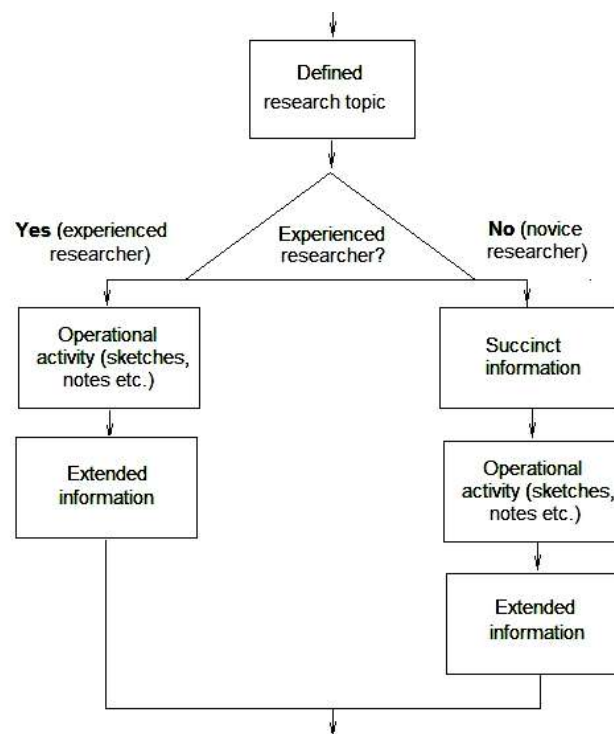 Defined
research topic
Yes (experienced
researcher)
Experienced
researcher?
No (novice
researcher)
Operational
activity (sketches,
notes etc.)
Succinct
information
Extended
information
Operational
activity (sketches,
notes etc.)
Extended
information